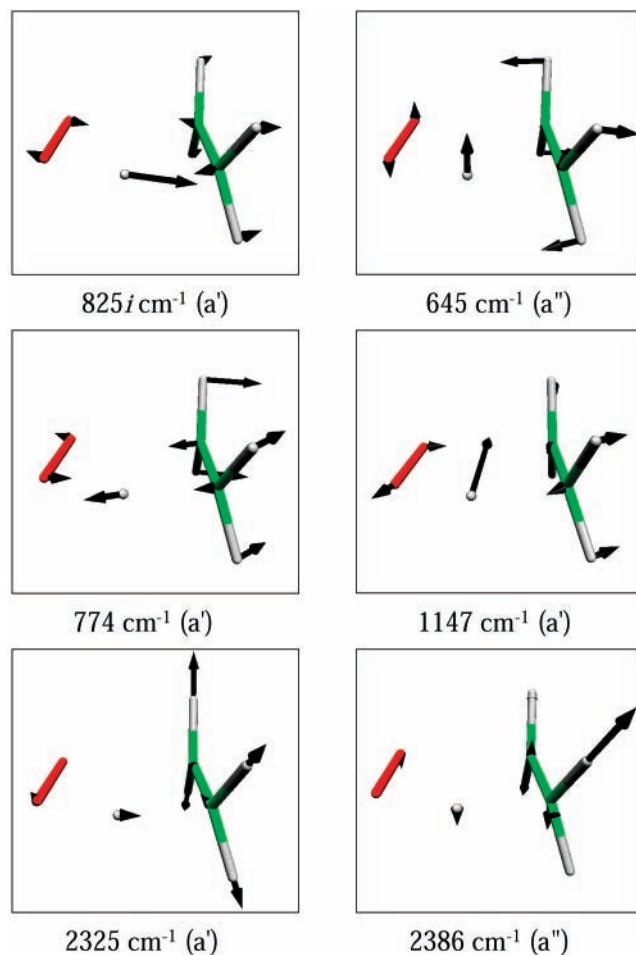 825i cm⁻¹ (a')
645 cm⁻¹ (a")
774 cm⁻¹ (a')
1147 cm⁻¹ (a')
2325 cm⁻¹ (a')
2386 cm⁻¹ (a")